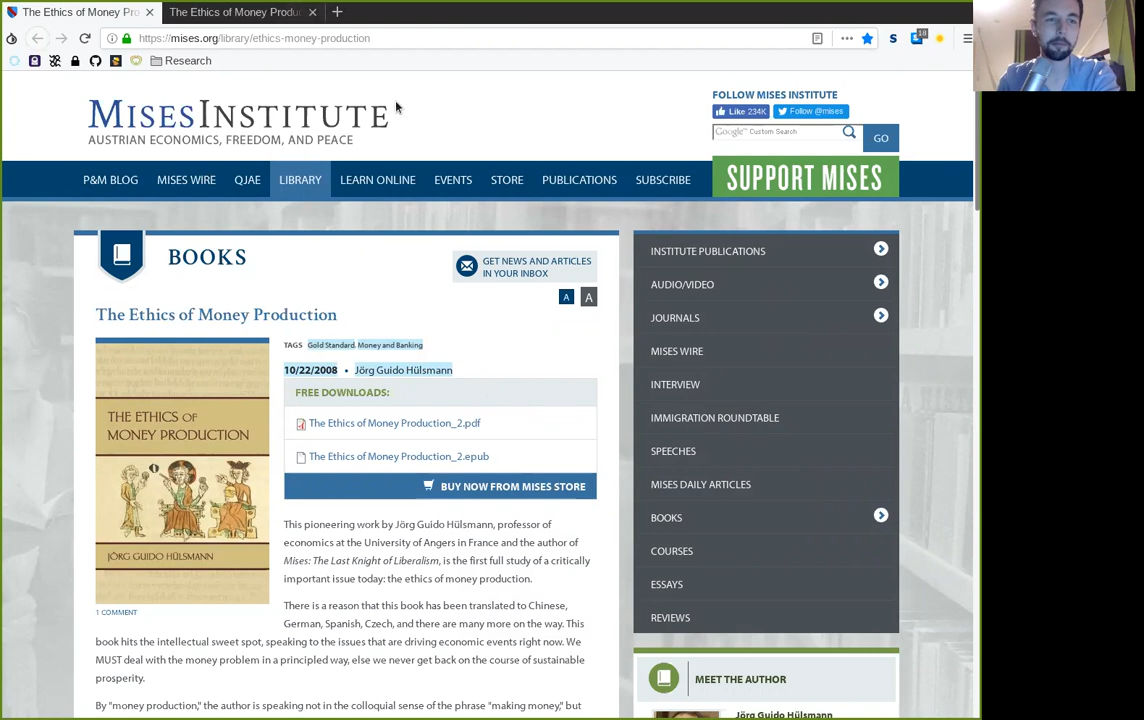 The Ethics of Money Pro
The Ethics of Money Produc
https://mises.org/library/ethics-money-production
18
Research
MISESINSTITUTE
AUSTRIAN ECONOMICS, FREEDOM, AND PEACE
FOLLOW MISES INSTITUTE
Like 234K
Follow @mises
Google™ Custom Search
GO
P&M BLOG
MISES WIRE
QJAE
LIBRARY
LEARN ONLINE
EVENTS
STORE
PUBLICATIONS
SUBSCRIBE
SUPPORT MISES
BOOKS
GET NEWS AND ARTICLES
IN YOUR INBOX
A
A
The Ethics of Money Production
TAGS Gold Standard, Money and Banking
10/22/2008 • Jörg Guido Hülsmann
FREE DOWNLOADS:
The Ethics of Money Production_2.pdf
The Ethics of Money Production_2.epub
BUY NOW FROM MISES STORE
THE ETHICS OF
MONEY PRODUCTION
JÖRG GUIDO HÜLSMANN
1 COMMENT
This pioneering work by Jörg Guido Hülsmann, professor of
economics at the University of Angers in France and the author of
Mises: The Last Knight of Liberalism, is the first full study of a critically
important issue today: the ethics of money production.
There is a reason that this book has been translated to Chinese,
German, Spanish, Czech, and there are many more on the way. This
book hits the intellectual sweet spot, speaking to the issues that are driving economic events right now. We
MUST deal with the money problem in a principled way, else we never get back on the course of sustainable
prosperity.
By "money production," the author is speaking not in the colloquial sense of the phrase "making money," but
INSTITUTE PUBLICATIONS
AUDIO/VIDEO
JOURNALS
MISES WIRE
INTERVIEW
IMMIGRATION ROUNDTABLE
SPEECHES
MISES DAILY ARTICLES
BOOKS
COURSES
ESSAYS
REVIEWS
MEET THE AUTHOR
Jörg Guido Hülsmann